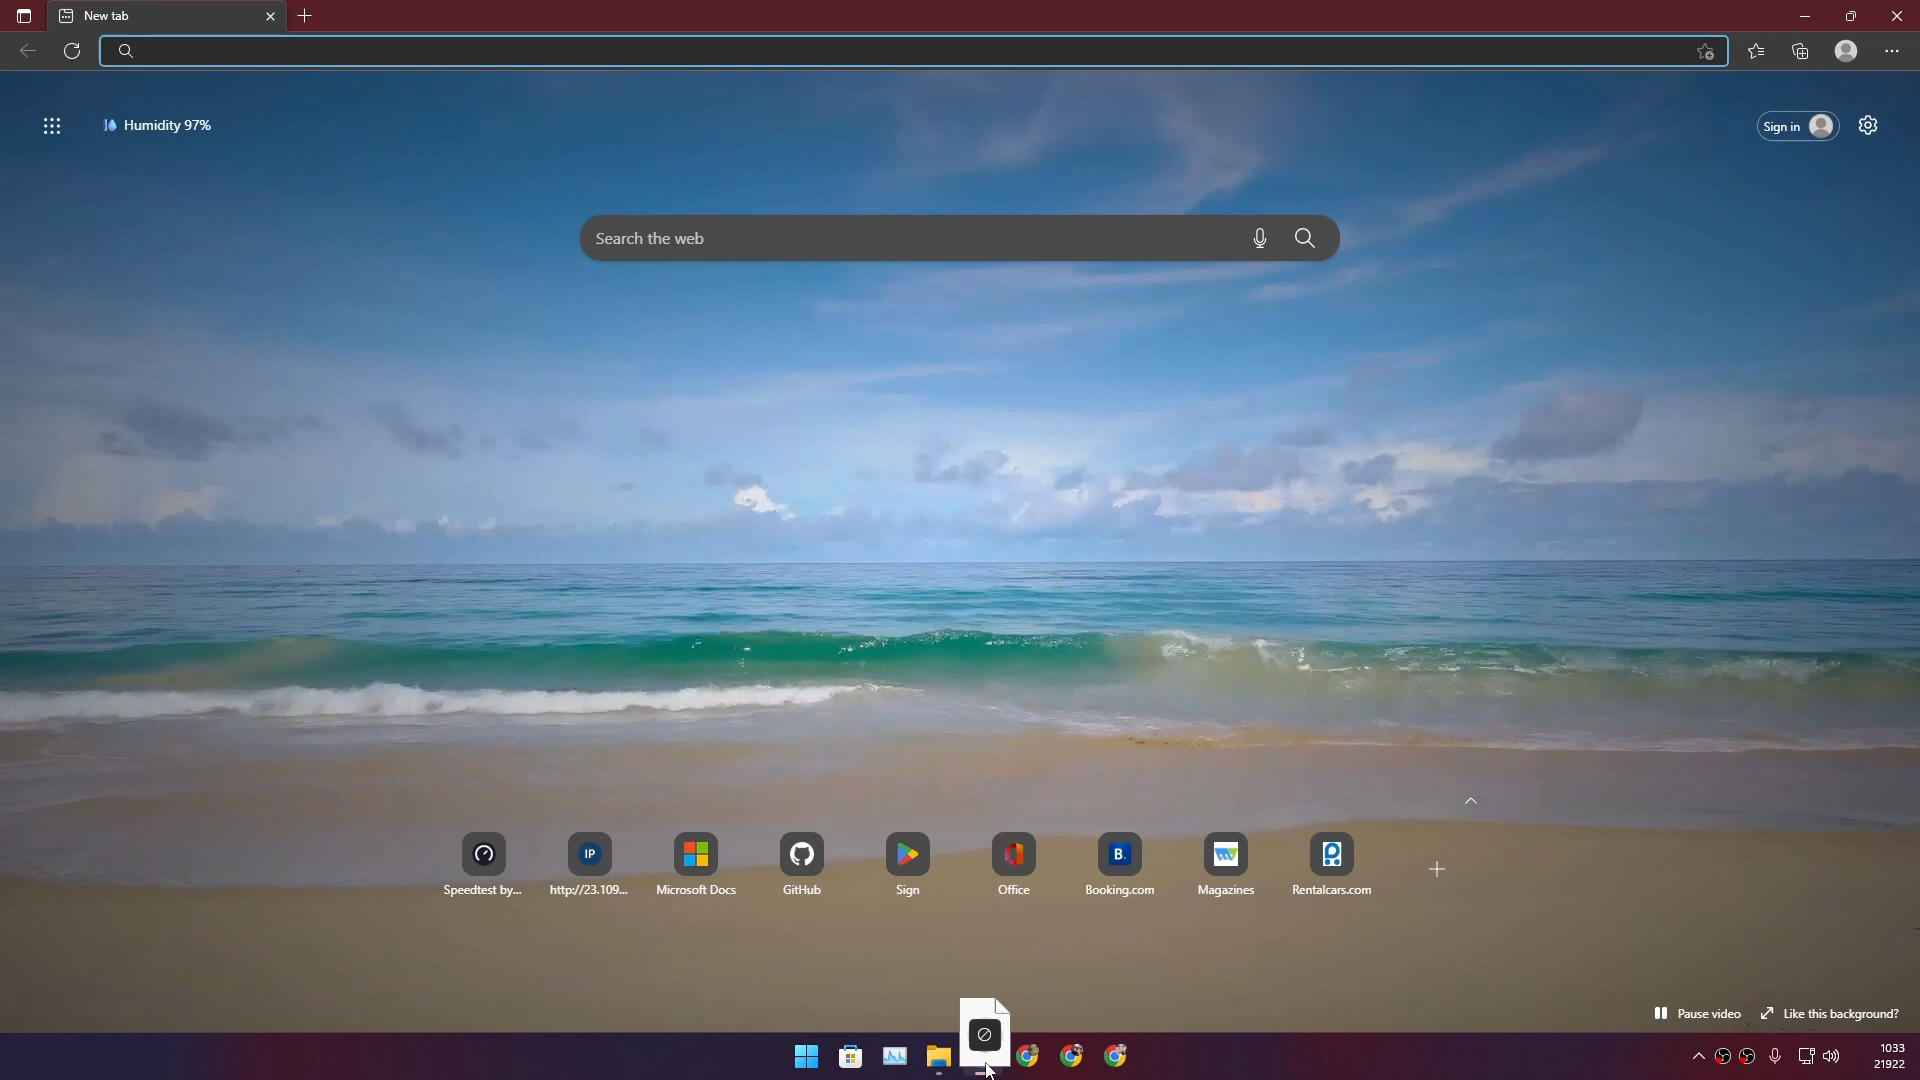 New tab
Humidity 97%
Sign in
Search the web
IP
B.
Speedtest by...
http://23.109...
Microsoft Docs
GitHub
Sign
Office
Booking.com
Magazines
Rentalcars.com
Pause video
Like this background?
1033
21922